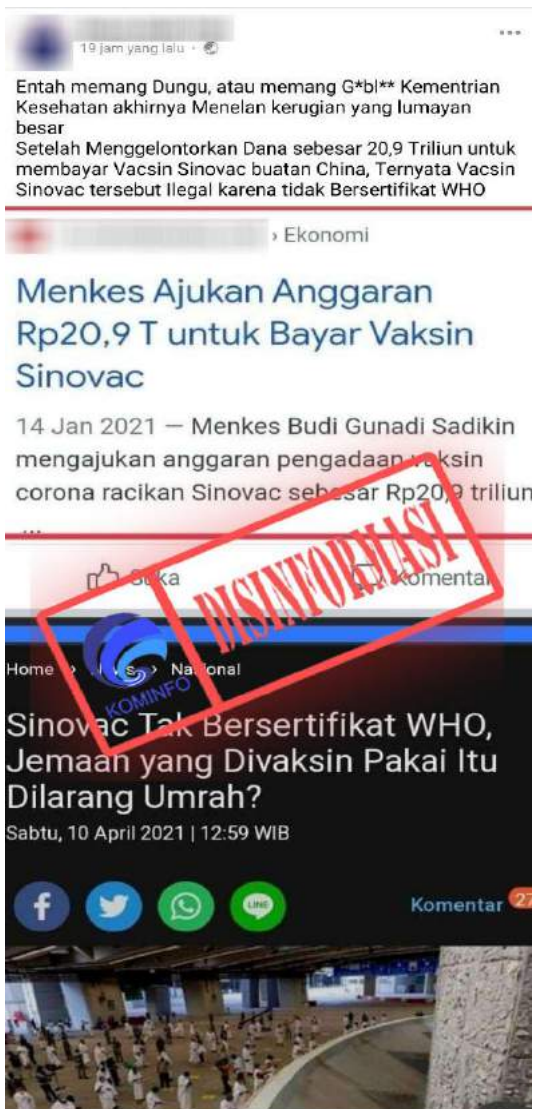 19 jam yang lalu ·
Entah memang Dungu, atau memang G*bl** Kementrian
Kesehatan akhirnya Menelan kerugian yang lumayan
besar
Setelah Menggelontorkan Dana sebesar 20,9 Triliun untuk
membayar Vacsin Sinovac buatan China, Ternyata Vacsin
Sinovac tersebut Ilegal karena tidak Bersertifikat WHO
› Ekonomi
Menkes Ajukan Anggaran
Rp20,9 T untuk Bayar Vaksin
Sinovac
14 Jan 2021 — Menkes Budi Gunadi Sadikin
mengajukan anggaran pengadaan vaksin
corona racikan Sinovac sebesar Rp20,9 triliun
...
Suka Komentar
DISINFORMASI
KOMINFO
Home › News › National
Sinovac Tak Bersertifikat WHO,
Jemaah yang Divaksin Pakai Itu
Dilarang Umrah?
Sabtu, 10 April 2021 | 12:59 WIB
f LINE Komentar 27